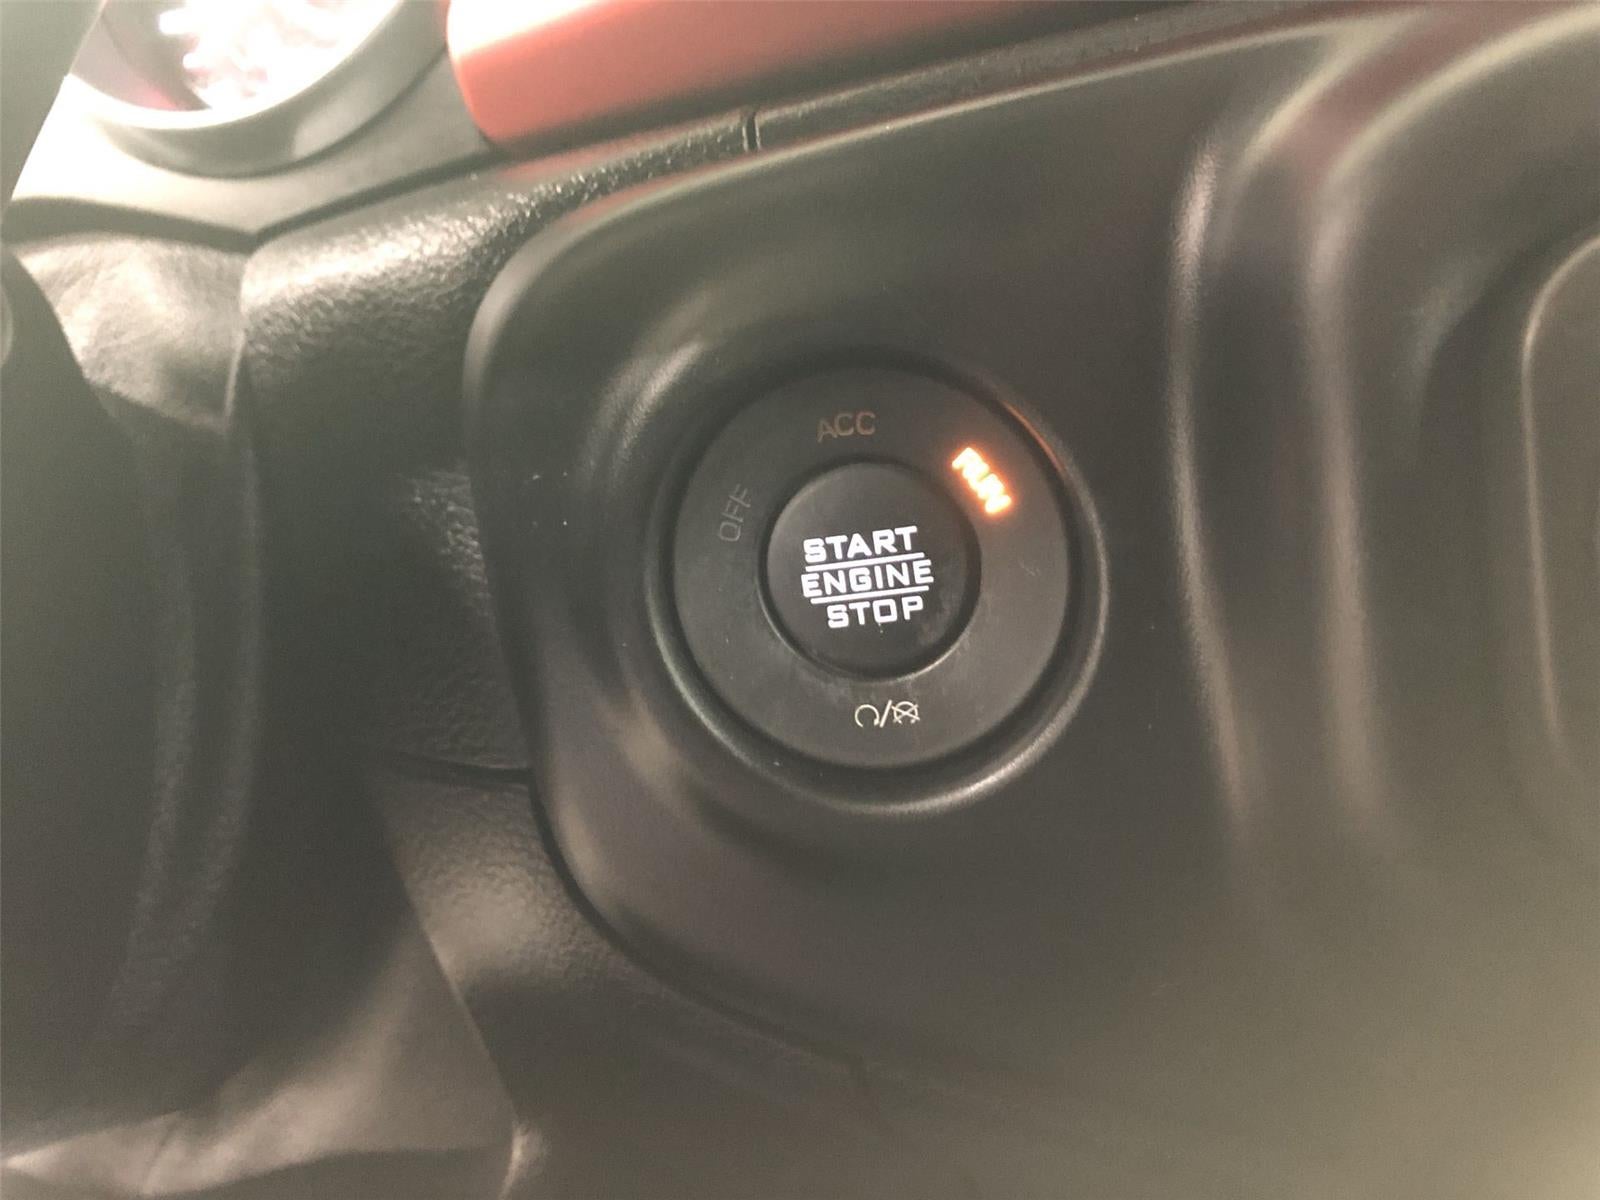 ACC
RUN
OFF
START
ENGINE
STOP